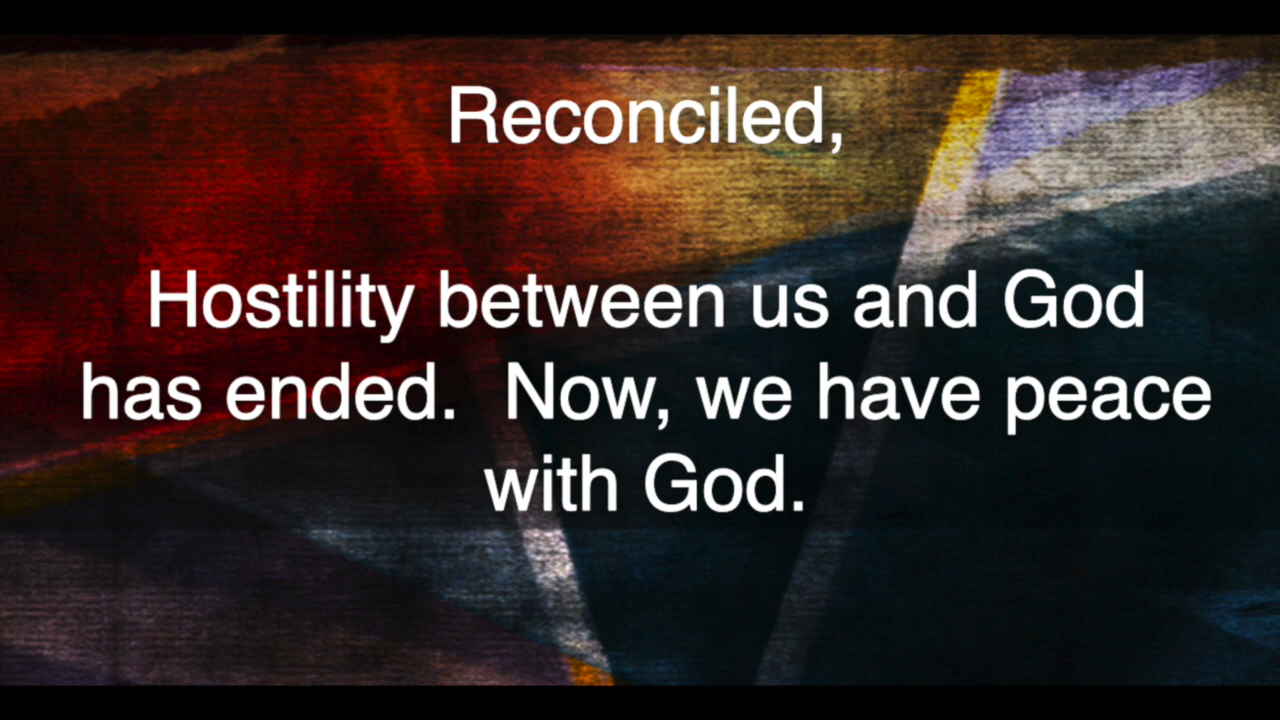 Reconciled,
Hostility between us and God
has ended.  Now, we have peace
with God.